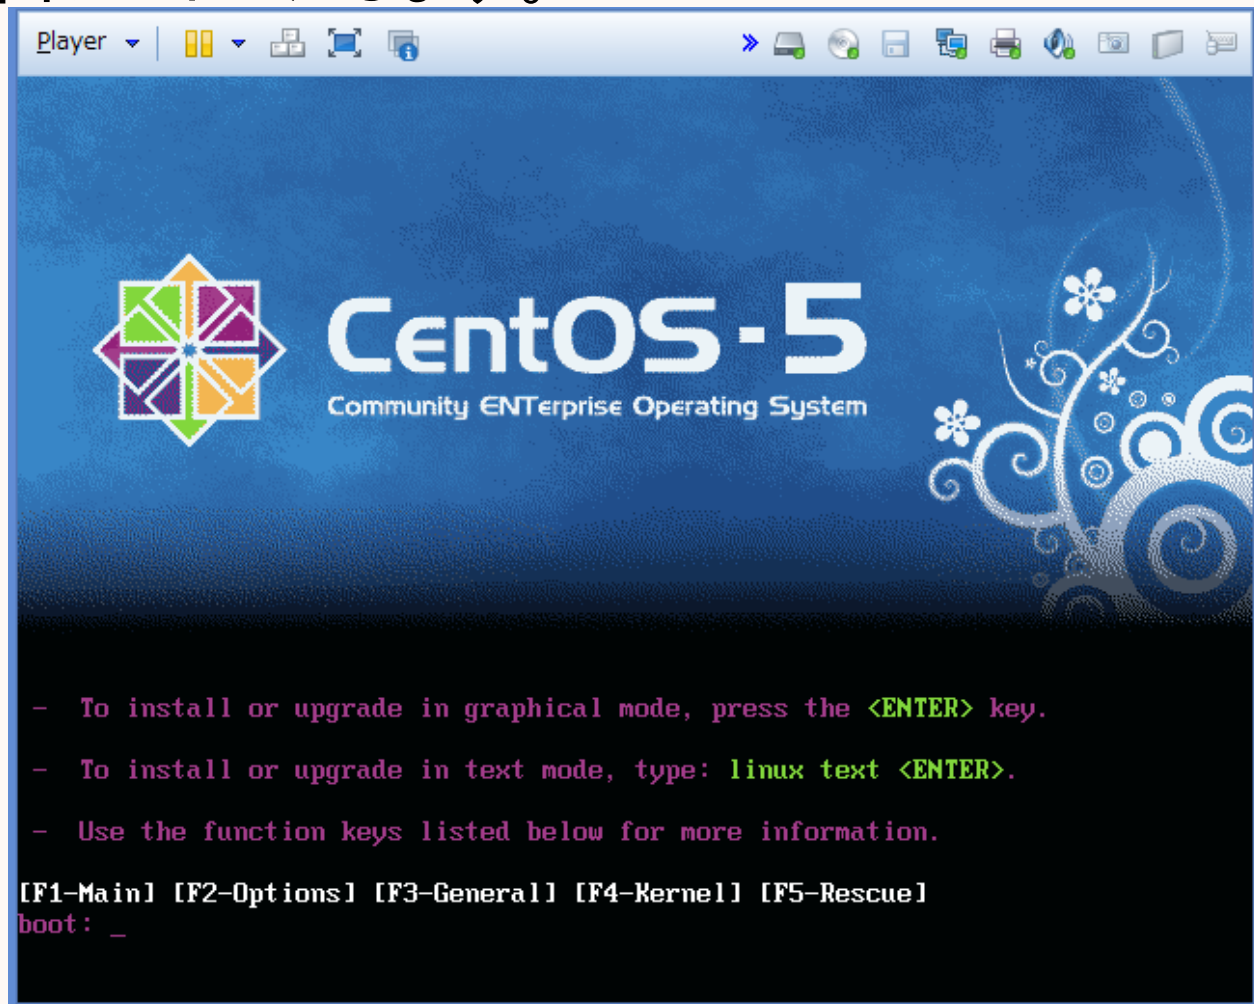 Player
CentOS-5
Community ENTerprise Operating System
- To install or upgrade in graphical mode, press the <ENTER> key.
- To install or upgrade in text mode, type: linux text <ENTER>.
- Use the function keys listed below for more information.
[F1-Main] [F2-Options] [F3-General] [F4-Kernel] [F5-Rescue]
boot: _